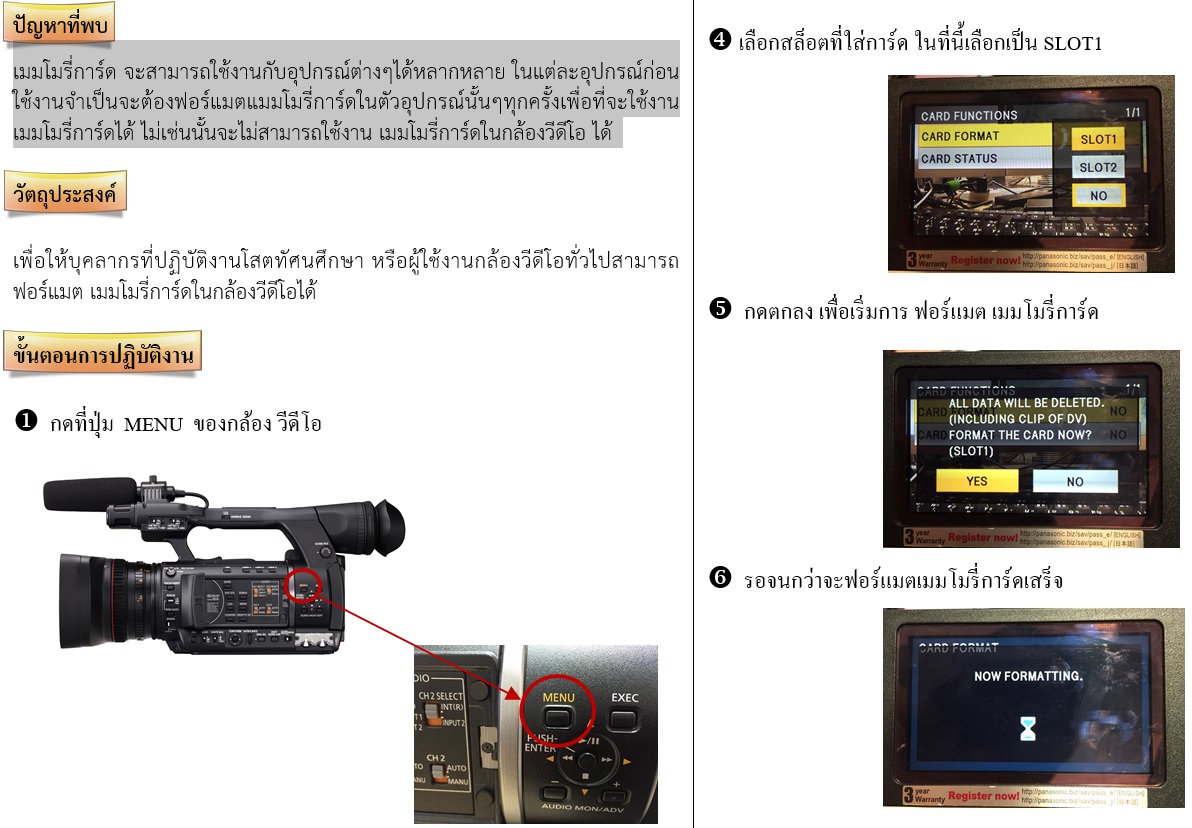 ปัญหาที่พบ
เมมโมรี่การ์ด จะสามารถใช้งานกับอุปกรณ์ต่างๆได้หลากหลาย ในแต่ละอุปกรณ์ก่อน
ใช้งานจำเป็นจะต้องฟอร์แมตแมมโมรี่การ์ดในตัวอุปกรณ์นั้นๆทุกครั้งเพื่อที่จะใช้งาน
เมมโมรี่การ์ดได้ ไม่เช่นนั้นจะไม่สามารถใช้งาน เมมโมรี่การ์ดในกล้องวีดีโอ ได้
วัตถุประสงค์
เพื่อให้บุคลากรที่ปฏิบัติงานโสตทัศนศึกษา หรือผู้ใช้งานกล้องวีดีโอทั่วไปสามารถ
ฟอร์แมต เมมโมรี่การ์ดในกล้องวีดีโอได้
ขั้นตอนการปฏิบัติงาน
❶ กดที่ปุ่ม MENU ของกล้อง วีดีโอ
CH 2 SELECT
INT(R)
INPUT2
CH 2
AUTO
MANU
MENU
EXEC
PUSH-
ENTER
AUDIO MON/ADV
❹ เลือกสล็อตที่ใส่การ์ด ในที่นี้เลือกเป็น SLOT1
CARD FUNCTIONS 1/1
CARD FORMAT
CARD STATUS
SLOT1
SLOT2
NO
3 year Warranty Register now! http://panasonic.biz/sav/pass_e/ [ENGLISH]
http://panasonic.biz/sav/pass_j/ [日本語]
❺ กดตกลง เพื่อเริ่มการ ฟอร์แมต เมมโมรี่การ์ด
CARD FUNCTIONS 1/1
CARD FORMAT NO
CARD NO
ALL DATA WILL BE DELETED.
(INCLUDING CLIP OF DV)
FORMAT THE CARD NOW?
(SLOT1)
YES NO
3 year Warranty Register now! http://panasonic.biz/sav/pass_e/ [ENGLISH]
http://panasonic.biz/sav/pass_j/ [日本語]
❻ รอจนกว่าจะฟอร์แมตเมมโมรี่การ์ดเสร็จ
CARD FORMAT
NOW FORMATTING.
3 year Warranty Register now! http://panasonic.biz/sav/pass_e/ [ENGLISH]
http://panasonic.biz/sav/pass_j/ [日本語]